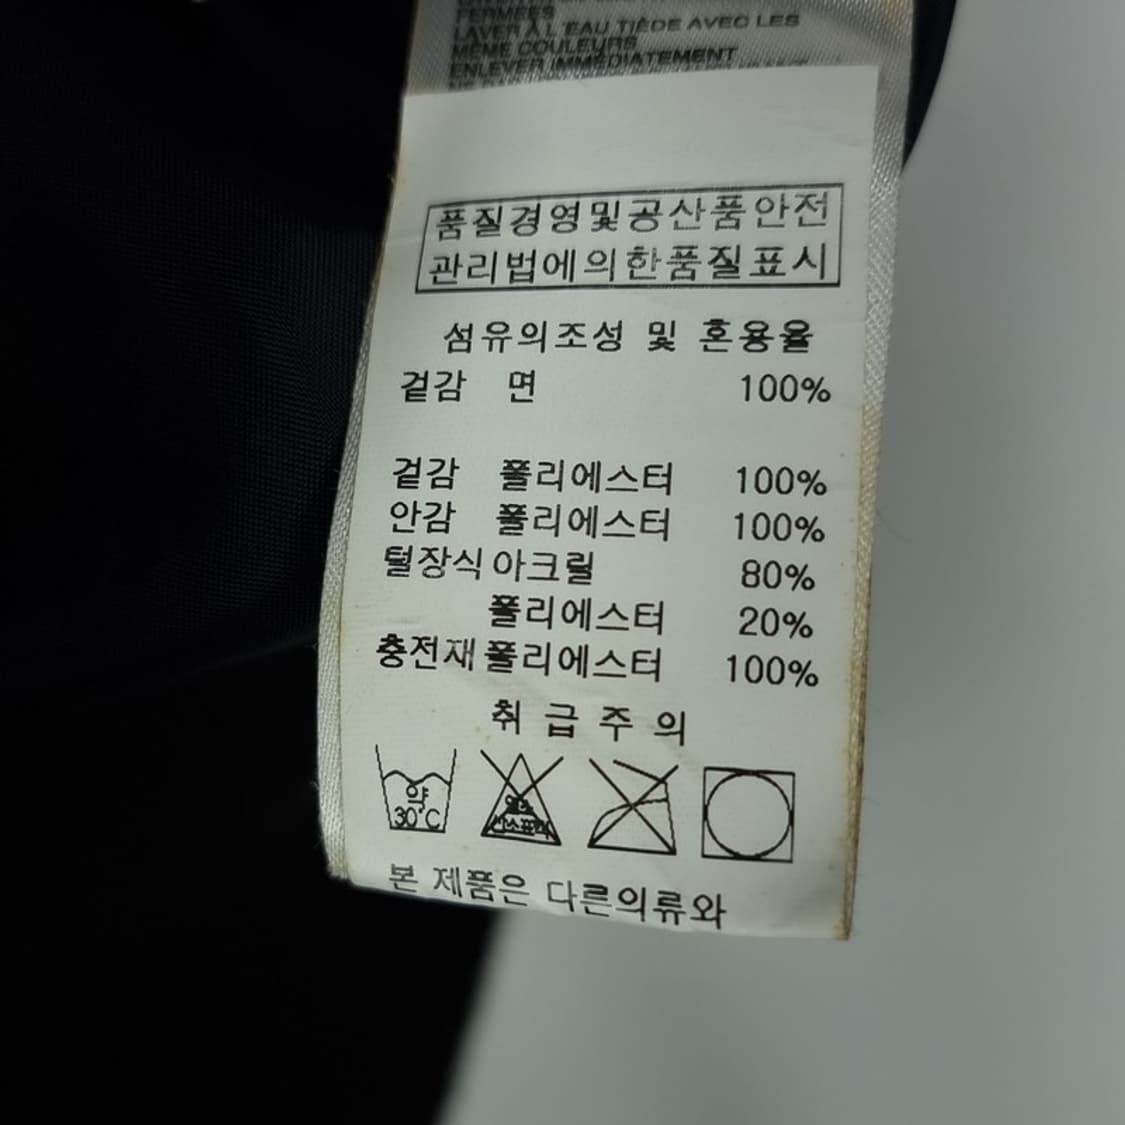 FERMÉES
LAVER À L'EAU TIÈDE AVEC LES
MÊME COULEURS
ENLEVER IMMÉDIATEMENT
품질경영및공산품안전
관리법에의한품질표시
섬유의조성 및 혼용율
겉감 면 100%
겉감 폴리에스터 100%
안감 폴리에스터 100%
털장식 아크릴 80%
폴리에스터 20%
충전재 폴리에스터 100%
취 급 주 의
약
30°C
본 제품은 다른의류와